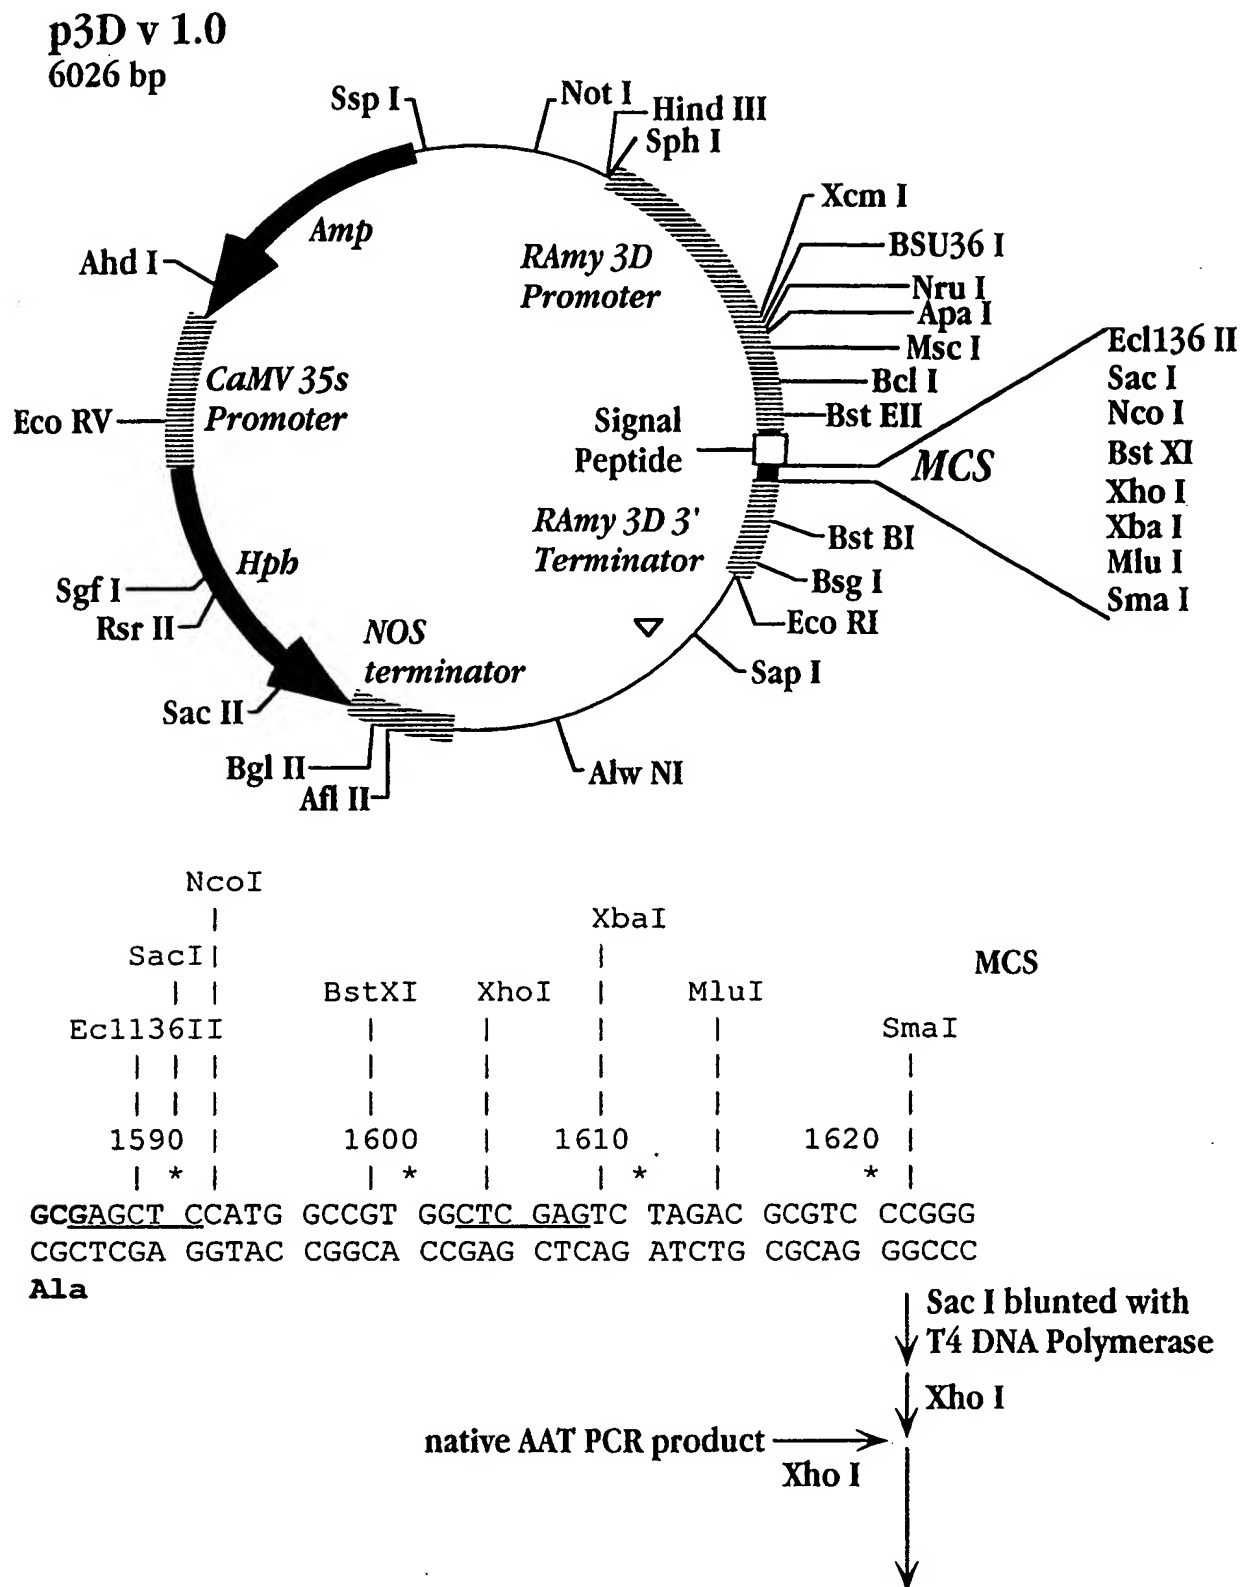 p3D v 1.0
6026 bp
Ssp I
Not I
Hind III
Sph I
Xcm I
BSU36 I
Nru I
Apa I
Msc I
Bcl I
Bst EII
Amp
Ahd I
RAmy 3D
Promoter
CaMV 35s
Promoter
Eco RV
Signal
Peptide
MCS
Ecl136 II
Sac I
Nco I
Bst XI
Xho I
Xba I
Mlu I
Sma I
RAmy 3D 3'
Terminator
Bst BI
Bsg I
Eco RI
Sap I
Hph
Sgf I
Rsr II
NOS
terminator
Sac II
Bgl II
Afl II
Alw NI
NcoI
XbaI
SacI
MCS
BstXI XhoI MluI
Ecl136II SmaI
1590 1600 1610 1620
* * * *
GCGAGCT CCATG GCCGT GGCTC GAGTC TAGAC GCGTC CCGGG
CGCTCGA GGTAC CGGCA CCGAG CTCAG ATCTG CGCAG GGCCC
Ala
Sac I blunted with
T4 DNA Polymerase
Xho I
native AAT PCR product
Xho I